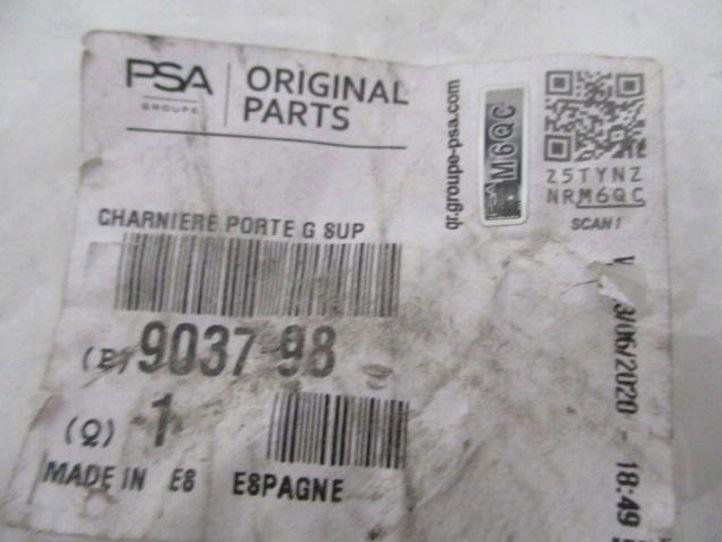 PSA
GROUPE
ORIGINAL
PARTS
CHARNIERE PORTE G SUP
(P) 9037 98
(Q) 1
MADE IN ES ESPAGNE
qr.groupe-psa.com
M6QC
Z5TYNZ
NRM6QC
SCAN!
3/06/2020 - 18:49